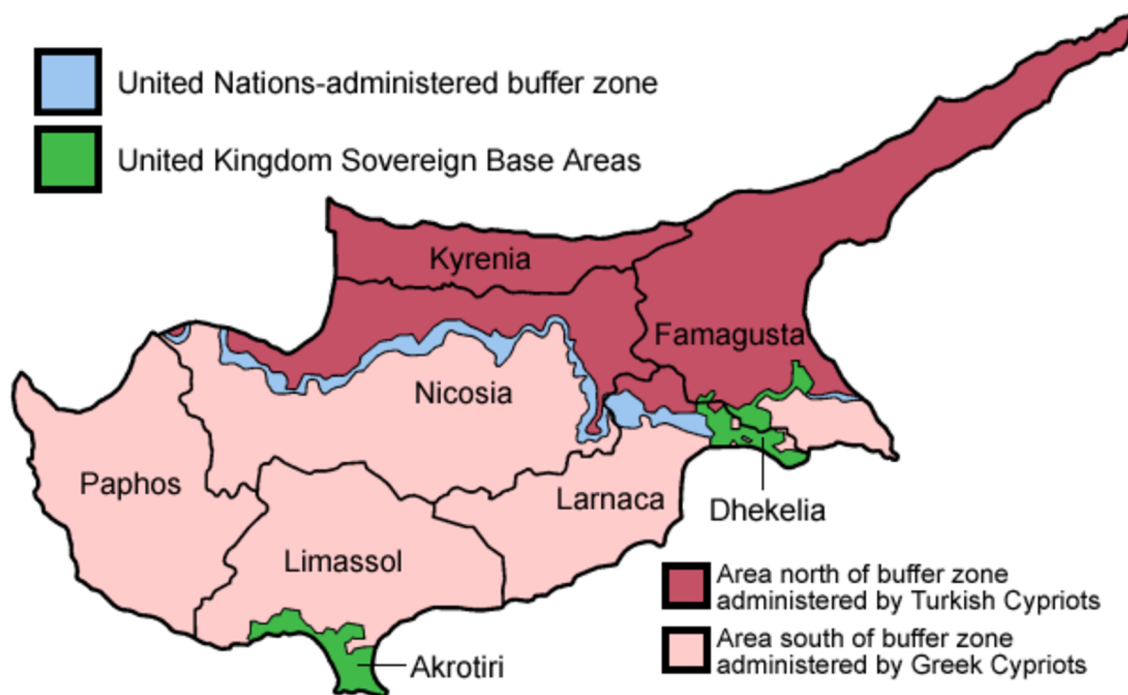 United Nations-administered buffer zone
United Kingdom Sovereign Base Areas
Kyrenia
Famagusta
Nicosia
Paphos
Larnaca
Dhekelia
Limassol
Akrotiri
Area north of buffer zone
administered by Turkish Cypriots
Area south of buffer zone
administered by Greek Cypriots